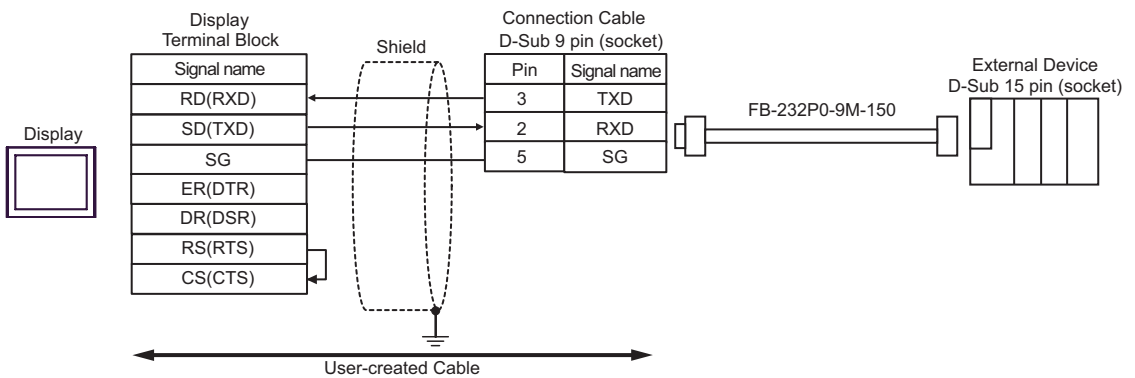 Display
Terminal Block
Shield
Connection Cable
D-Sub 9 pin (socket)
External Device
D-Sub 15 pin (socket)
Signal name
Pin
Signal name
RD(RXD)
3
TXD
SD(TXD)
2
RXD
SG
5
SG
ER(DTR)
DR(DSR)
RS(RTS)
CS(CTS)
Display
FB-232P0-9M-150
User-created Cable